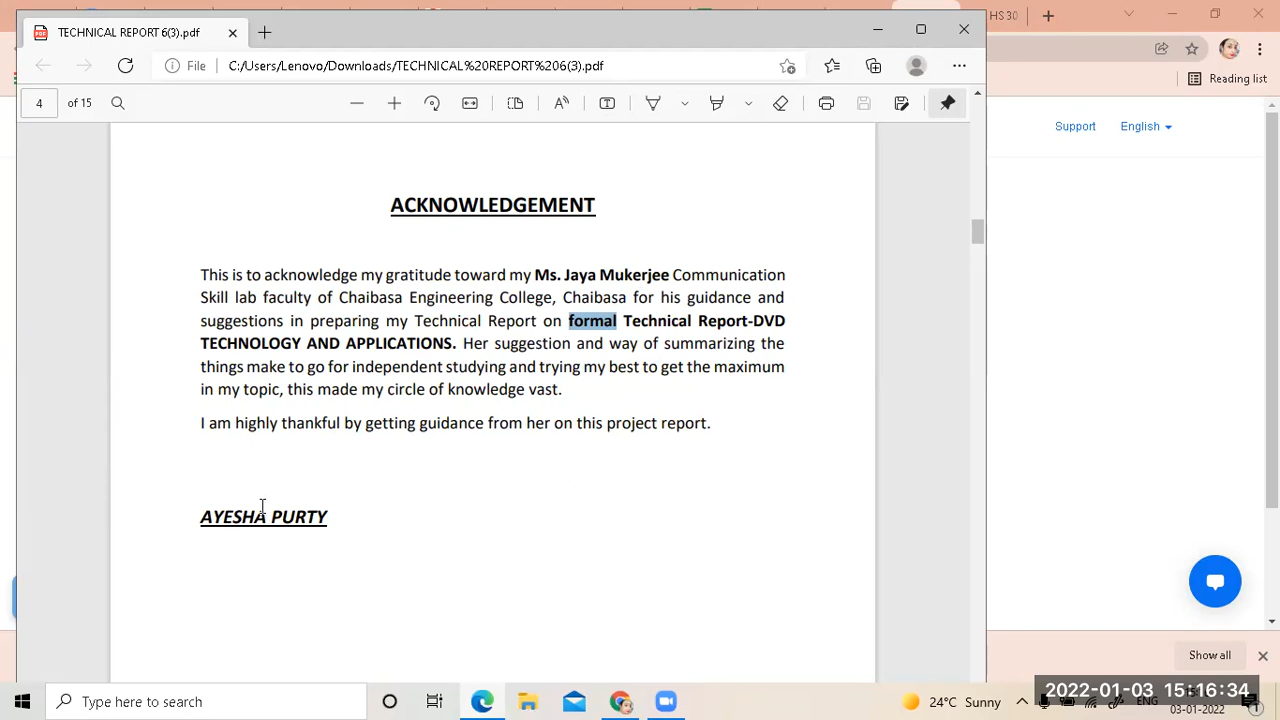 TECHNICAL REPORT 6(3).pdf
HS 30
File C:/Users/Lenovo/Downloads/TECHNICAL%20REPORT%206(3).pdf
Reading list
4 of 15
Support English
ACKNOWLEDGEMENT
This is to acknowledge my gratitude toward my Ms. Jaya Mukerjee Communication
Skill lab faculty of Chaibasa Engineering College, Chaibasa for his guidance and
suggestions in preparing my Technical Report on formal Technical Report-DVD
TECHNOLOGY AND APPLICATIONS. Her suggestion and way of summarizing the
things make to go for independent studying and trying my best to get the maximum
in my topic, this made my circle of knowledge vast.
I am highly thankful by getting guidance from her on this project report.
AYESHA PURTY
Show all
Type here to search
24°C Sunny
ENG
2022-01-03 15:16:34
03-01-2022